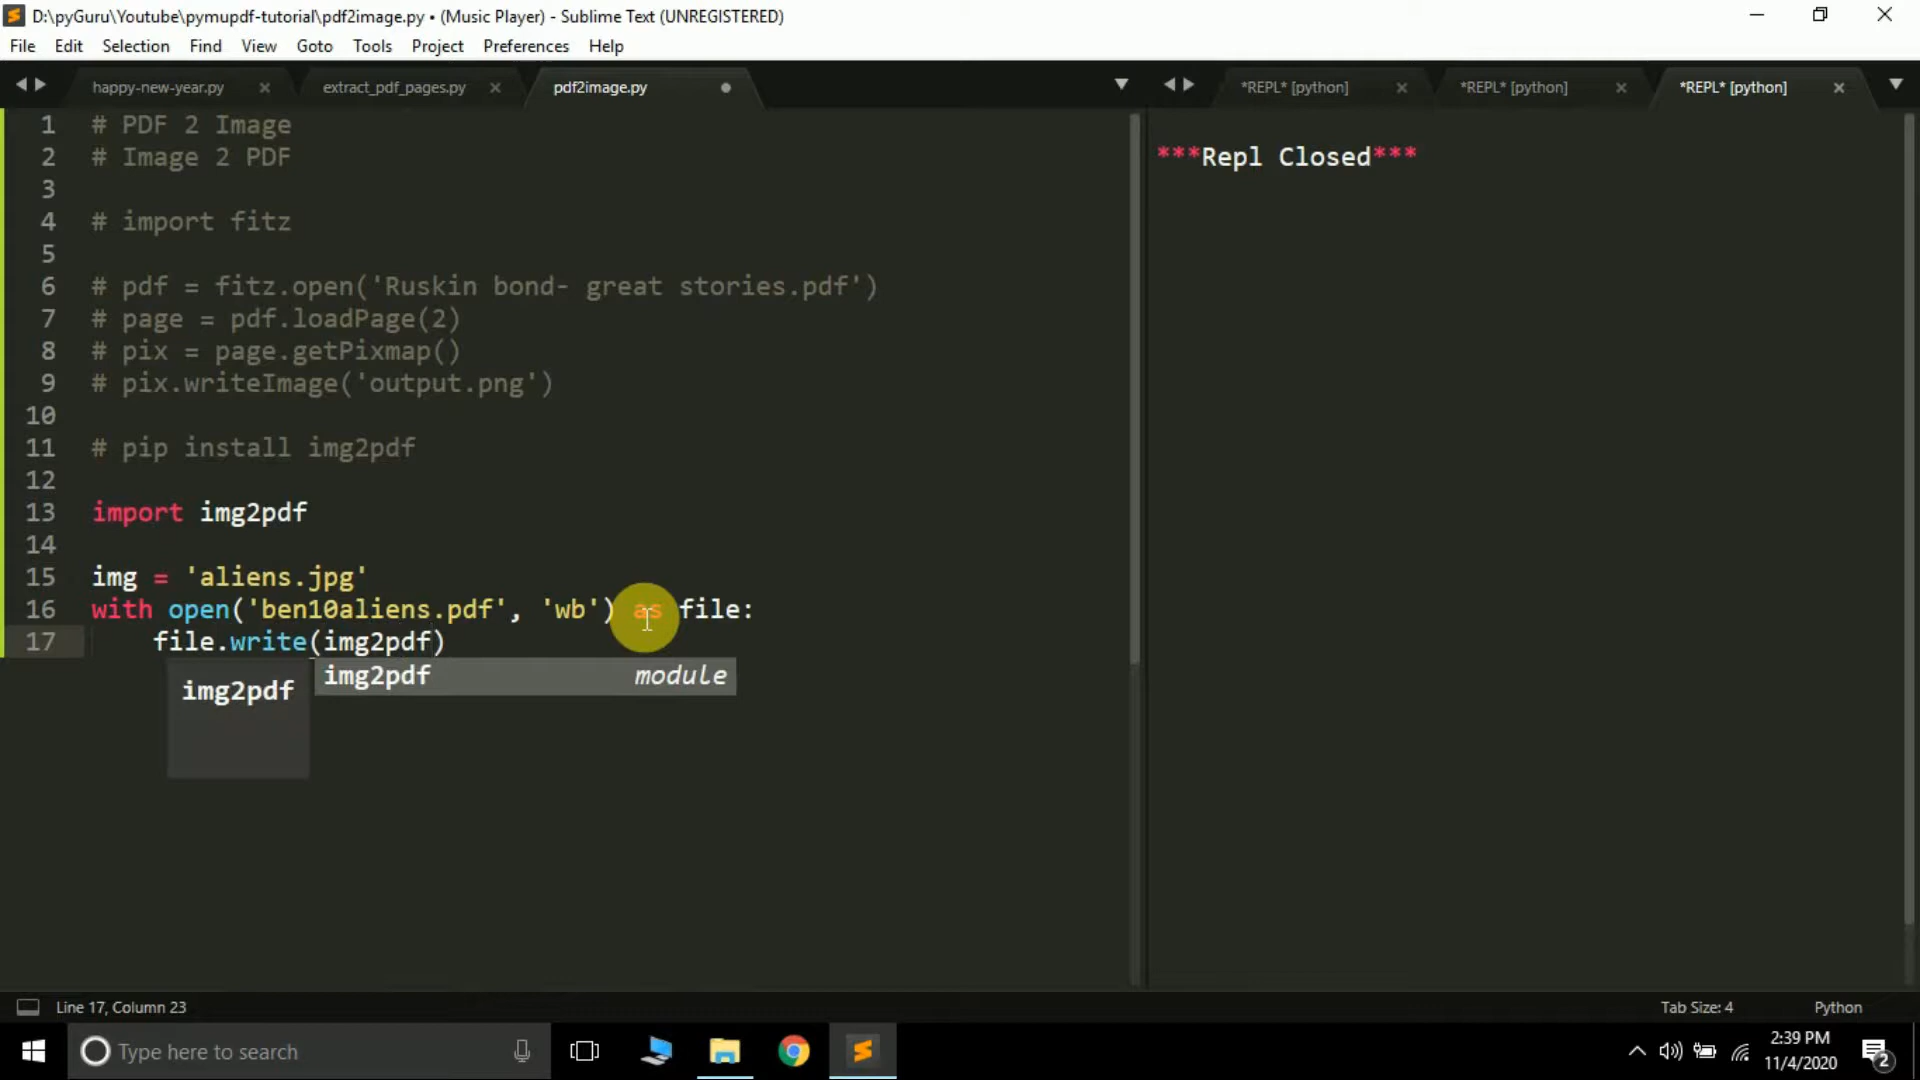 D:\pyGuru\Youtube\pymupdf-tutorial\pdf2image.py • (Music Player) - Sublime Text (UNREGISTERED)
File Edit Selection Find View Goto Tools Project Preferences Help
happy-new-year.py extract_pdf_pages.py pdf2image.py *REPL* [python] *REPL* [python] *REPL* [python]
1 # PDF 2 Image
2 # Image 2 PDF
3
4 # import fitz
5
6 # pdf = fitz.open('Ruskin bond- great stories.pdf')
7 # page = pdf.loadPage(2)
8 # pix = page.getPixmap()
9 # pix.writeImage('output.png')
10
11 # pip install img2pdf
12
13 import img2pdf
14
15 img = 'aliens.jpg'
16 with open('ben10aliens.pdf', 'wb') as file:
17 file.write(img2pdf)
img2pdf module
img2pdf
***Repl Closed***
Line 17, Column 23 Tab Size: 4 Python
Type here to search
2:39 PM
11/4/2020
2